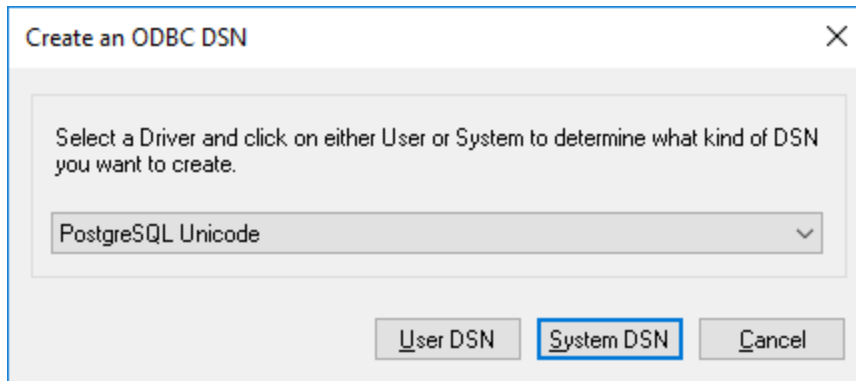 Create an ODBC DSN
Select a Driver and click on either User or System to determine what kind of DSN
you want to create.
PostgreSQL Unicode
User DSN
System DSN
Cancel